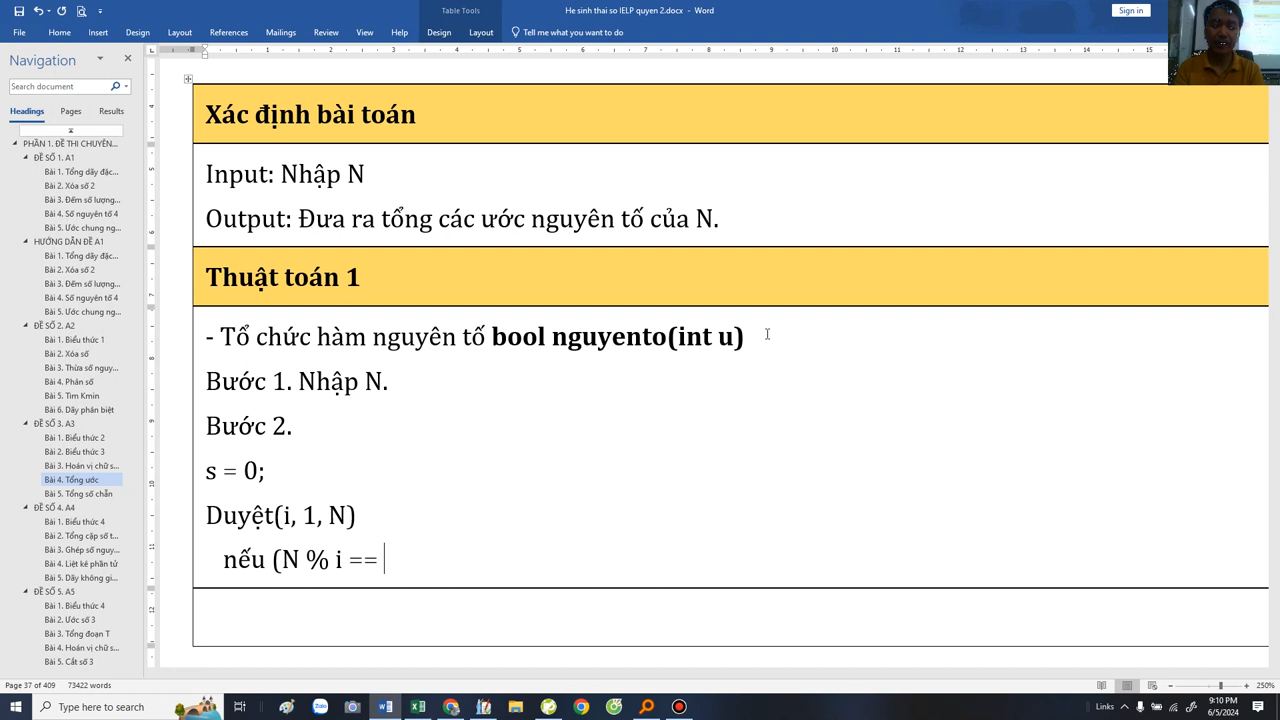 Table Tools
He sinh thai so IELP quyen 2.docx - Word
Sign in
File Home Insert Draw Design Layout References Mailings Review View Help Design Layout Tell me what you want to do
Navigation
Search document
Headings Pages Results
PHẦN 1. ĐỀ THI CHUYÊN...
ĐỀ SỐ 1. A1
Bài 1. Tổng dãy đặc...
Bài 2. Xóa số 2
Bài 3. Đếm số lượng...
Bài 4. Số nguyên tố 4
Bài 5. Ước chung ng...
HƯỚNG DẪN ĐỀ A1
Bài 1. Tổng dãy đặc...
Bài 2. Xóa số 2
Bài 3. Đếm số lượng...
Bài 4. Số nguyên tố 4
Bài 5. Ước chung ng...
ĐỀ SỐ 2. A2
Bài 1. Biểu thức 1
Bài 2. Xóa số
Bài 3. Thừa số nguy...
Bài 4. Phân số
Bài 5. Tìm Kmin
Bài 6. Dãy phân biệt
ĐỀ SỐ 3. A3
Bài 1. Biểu thức 2
Bài 2. Biểu thức 3
Bài 3. Hoán vị chữ s...
Bài 4. Tổng ước
Bài 5. Tổng số chẵn
ĐỀ SỐ 4. A4
Bài 1. Biểu thức 4
Bài 2. Tổng cặp số t...
Bài 3. Ghép số nguy...
Bài 4. Liệt kê phần tử
Bài 5. Dãy không gi...
ĐỀ SỐ 5. A5
Bài 1. Biểu thức 4
Bài 2. Ước số 3
Bài 3. Tổng đoạn T
Bài 4. Hoán vị chữ s...
Bài 5. Cắt số 3
Xác định bài toán
Input: Nhập N
Output: Đưa ra tổng các ước nguyên tố của N.
Thuật toán 1
- Tổ chức hàm nguyên tố bool nguyento(int u)
Bước 1. Nhập N.
Bước 2.
s = 0;
Duyệt(i, 1, N)
nếu (N % i ==
Page 37 of 409 73422 words
250%
Type here to search
9:10 PM
6/5/2024